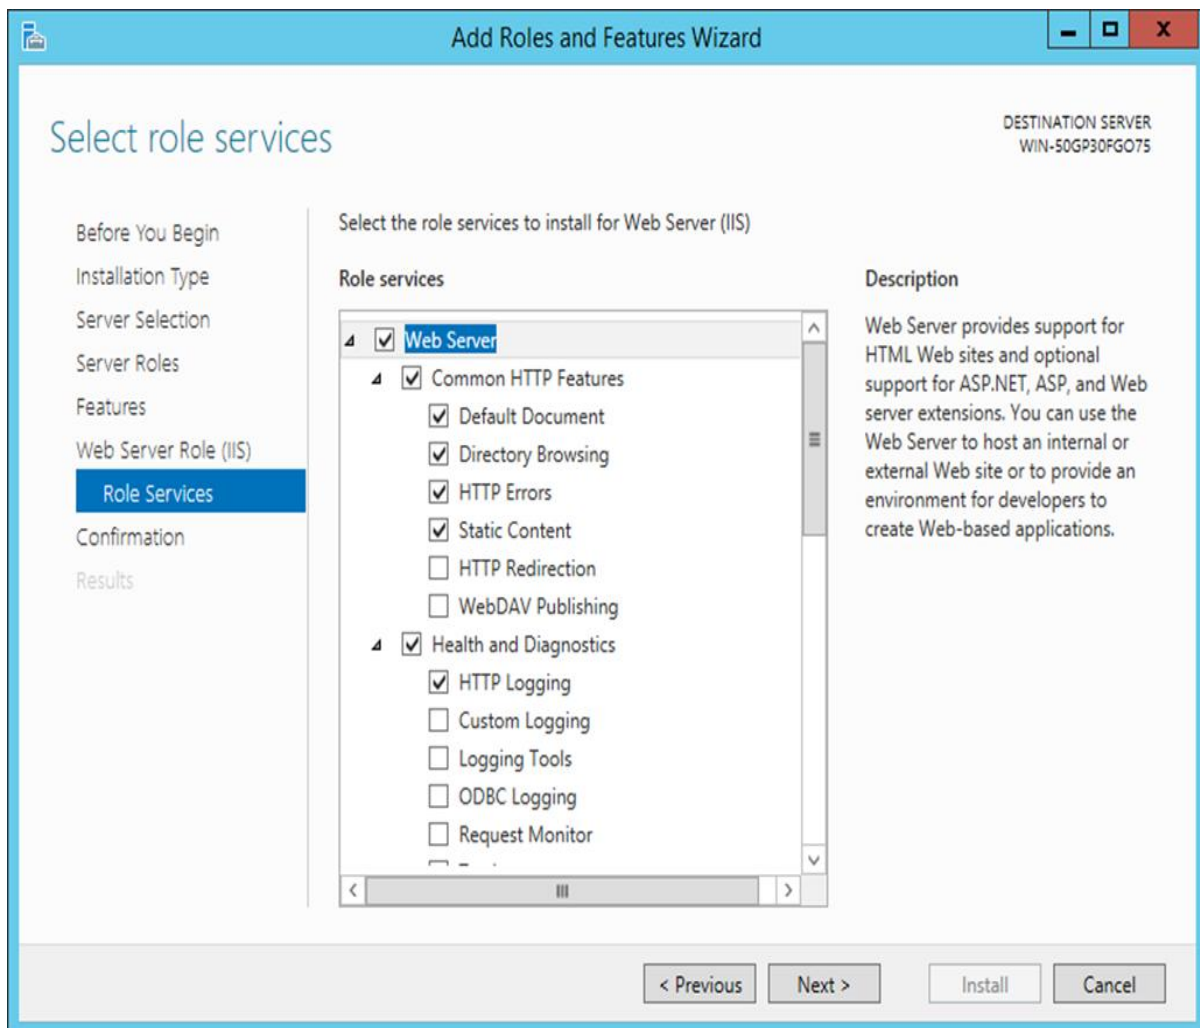 Add Roles and Features Wizard
X
Select role services
DESTINATION SERVER
WIN-50GP30FGO75
Before You Begin
Installation Type
Server Selection
Server Roles
Features
Web Server Role (IIS)
Role Services
Confirmation
Results
Select the role services to install for Web Server (IIS)
Role services
Web Server
Common HTTP Features
Default Document
Directory Browsing
HTTP Errors
Static Content
HTTP Redirection
WebDAV Publishing
Health and Diagnostics
HTTP Logging
Custom Logging
Logging Tools
ODBC Logging
Request Monitor
Description
Web Server provides support for
HTML Web sites and optional
support for ASP.NET, ASP, and Web
server extensions. You can use the
Web Server to host an internal or
external Web site or to provide an
environment for developers to
create Web-based applications.
< Previous
Next >
Install
Cancel